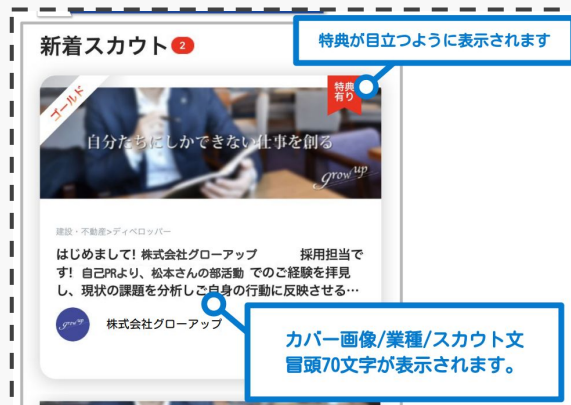 特典が目立つように表示されます
新着スカウト2
ゴールド
特典
有り
自分たちにしかできない仕事を創る
grow up
建設・不動産>ディベロッパー
はじめまして! 株式会社グローアップ 採用担当で
す! 自己PRより、松本さんの部活動 でのご経験を拝見
し、現状の課題を分析しご自身の行動に反映させる…
grow up
株式会社グローアップ
カバー画像/業種/スカウト文
冒頭70文字が表示されます。